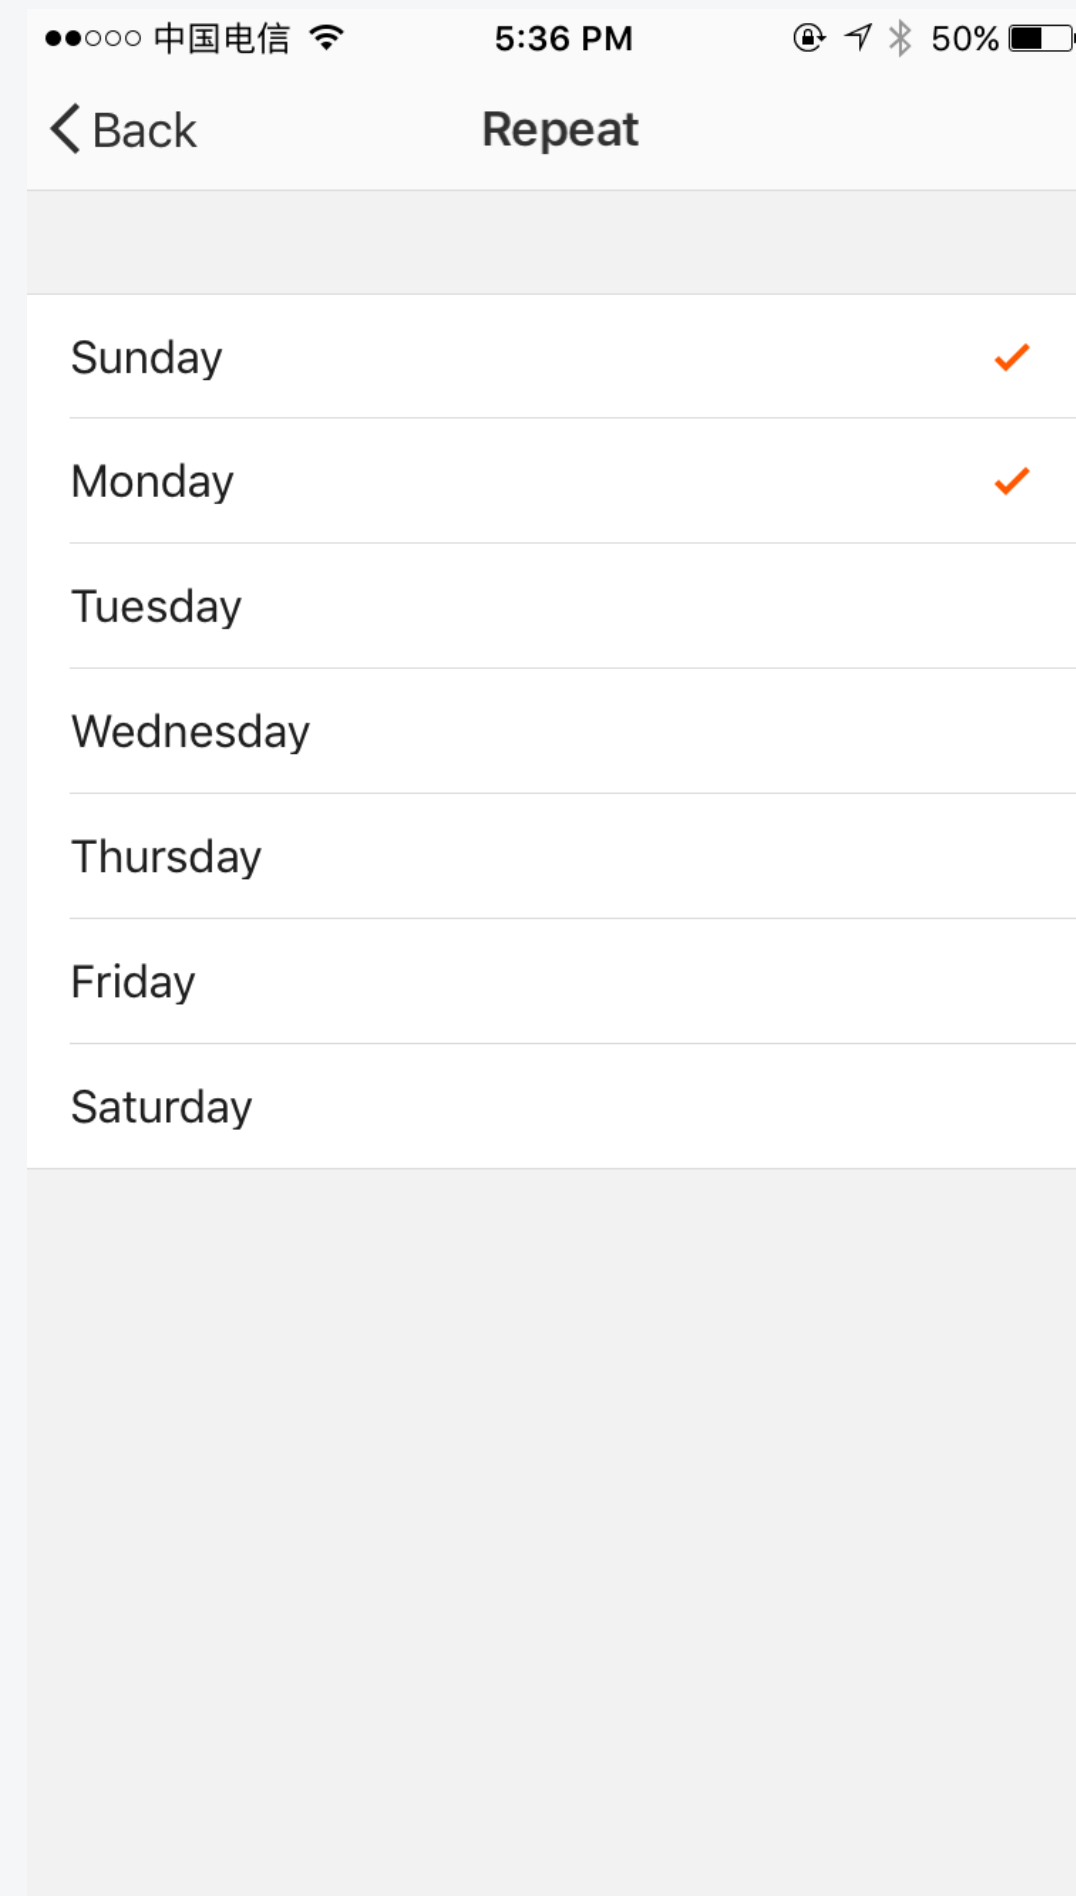 中国电信 5:36 PM 50%
Back Repeat
Sunday
Monday
Tuesday
Wednesday
Thursday
Friday
Saturday